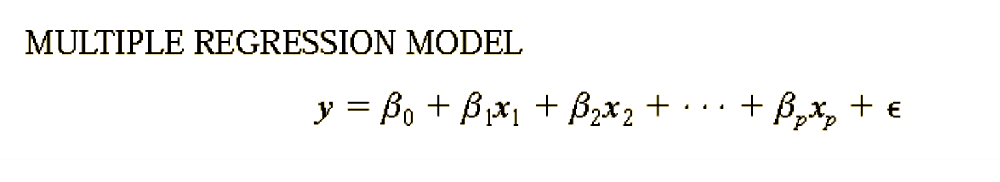 MULTIPLE REGRESSION MODEL
y = β₀ + β₁x₁ + β₂x₂ + · · · + βₚxₚ + ϵ